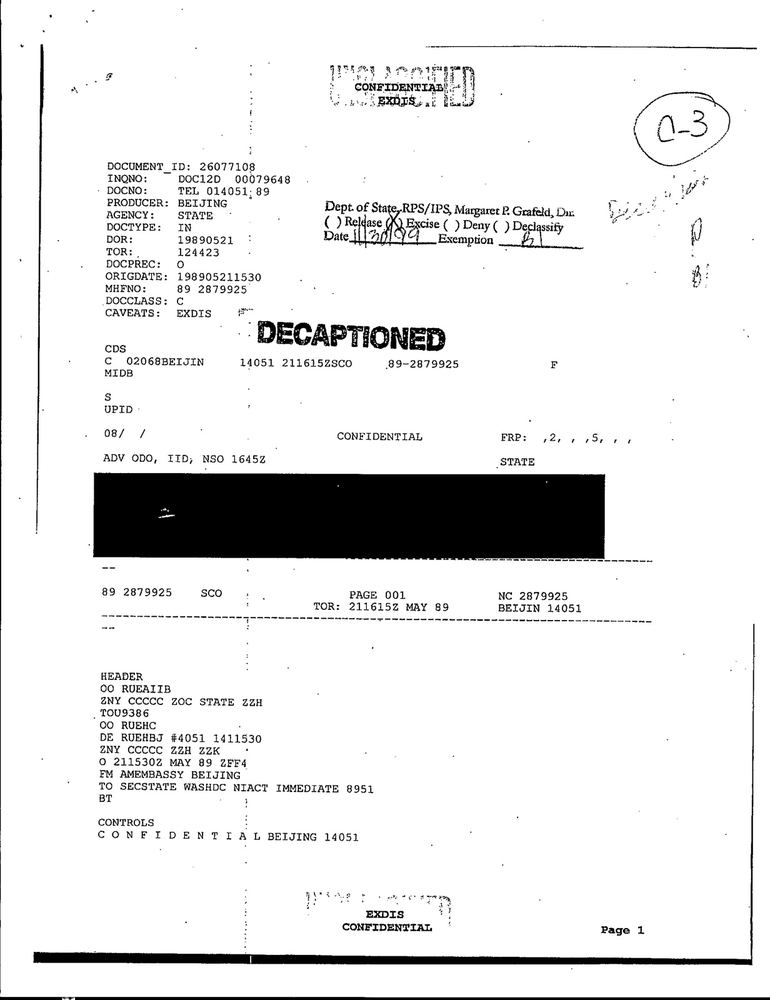 UNCLASSIFIED
CONFIDENTIAL
EXDIS
C-3
DOCUMENT_ID: 26077108
INQNO: DOC12D 00079648
DOCNO: TEL 014051 89
PRODUCER: BEIJING
AGENCY: STATE
DOCTYPE: IN
DOR: 19890521
TOR: 124423
DOCPREC: O
ORIGDATE: 198905211530
MHFNO: 89 2879925
DOCCLASS: C
CAVEATS: EXDIS
Dept. of State, RPS/IPS, Margaret P. Grafeld, Dir.
( ) Release (X) Excise ( ) Deny ( ) Declassify
Date Exemption B1
B1
DECAPTIONED
CDS
C 02068BEIJIN 14051 211615ZSCO 89-2879925 F
MIDB
S
UPID
08/ / CONFIDENTIAL FRP: ,2, , ,5, , ,
ADV ODO, IID, NSO 1645Z STATE
--
89 2879925 SCO PAGE 001 NC 2879925
TOR: 211615Z MAY 89 BEIJIN 14051
--
HEADER
OO RUEAIIB
ZNY CCCCC ZOC STATE ZZH
TOU9386
OO RUEHC
DE RUEHBJ #4051 1411530
ZNY CCCCC ZZH ZZK
O 211530Z MAY 89 ZFF4
FM AMEMBASSY BEIJING
TO SECSTATE WASHDC NIACT IMMEDIATE 8951
BT
CONTROLS
C O N F I D E N T I A L BEIJING 14051
EXDIS
CONFIDENTIAL
Page 1